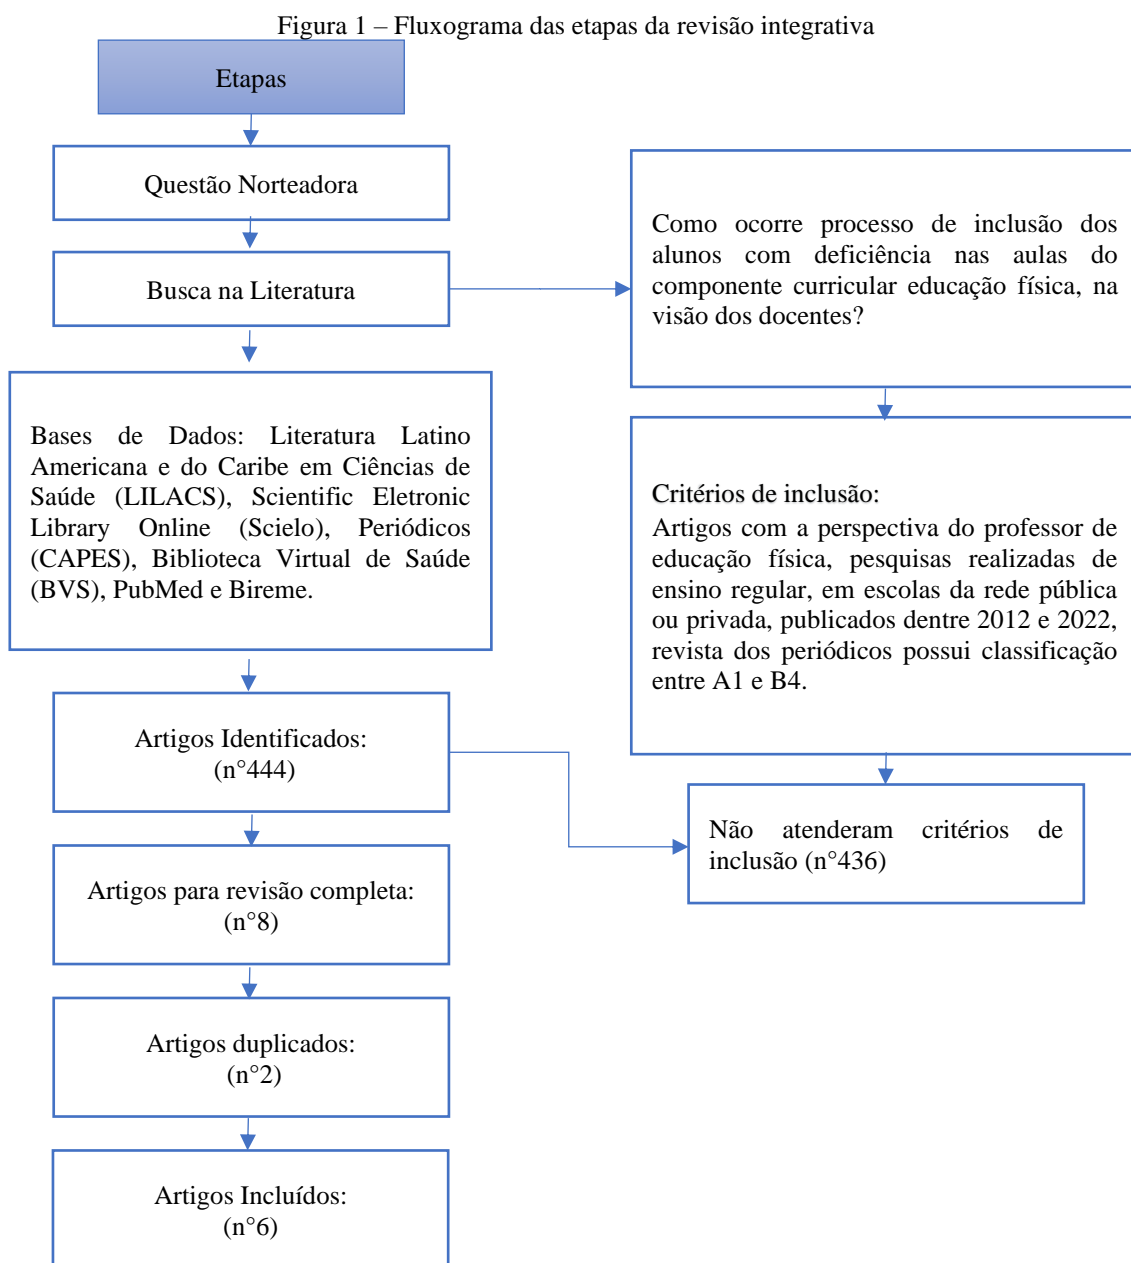 Figura 1 – Fluxograma das etapas da revisão integrativa
Etapas
Questão Norteadora
Busca na Literatura
Como ocorre processo de inclusão dos
alunos com deficiência nas aulas do
componente curricular educação física, na
visão dos docentes?
Bases de Dados: Literatura Latino
Americana e do Caribe em Ciências de
Saúde (LILACS), Scientific Eletronic
Library Online (Scielo), Periódicos
(CAPES), Biblioteca Virtual de Saúde
(BVS), PubMed e Bireme.
Critérios de inclusão:
Artigos com a perspectiva do professor de
educação física, pesquisas realizadas de
ensino regular, em escolas da rede pública
ou privada, publicados dentre 2012 e 2022,
revista dos periódicos possui classificação
entre A1 e B4.
Artigos Identificados:
(n°444)
Não atenderam critérios de
inclusão (n°436)
Artigos para revisão completa:
(n°8)
Artigos duplicados:
(n°2)
Artigos Incluídos:
(n°6)